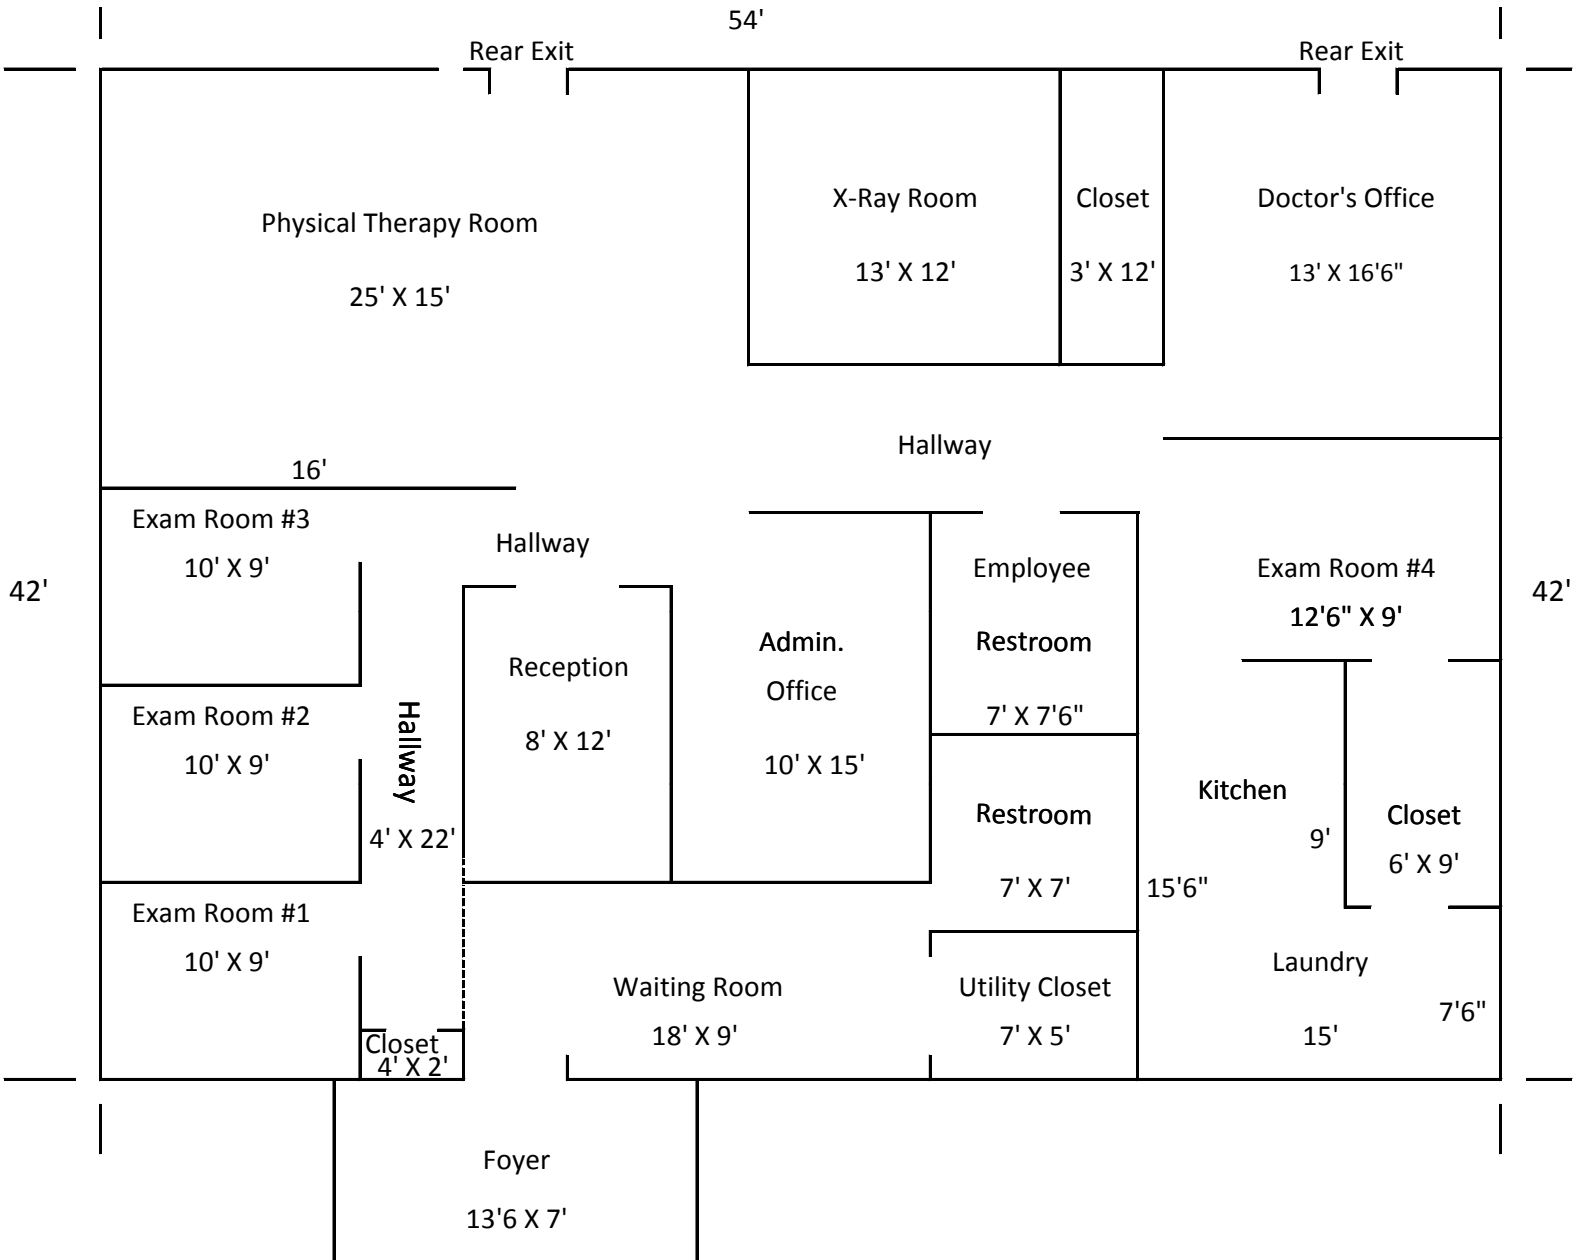 54'
Rear Exit
Rear Exit
Physical Therapy Room
25' X 15'
X-Ray Room
13' X 12'
Closet
3' X 12'
Doctor's Office
13' X 16'6"
Hallway
16'
Exam Room #3
10' X 9'
Hallway
42'
42'
Employee
Restroom
7' X 7'6"
Exam Room #4
12'6" X 9'
Reception
8' X 12'
Admin.
Office
10' X 15'
Exam Room #2
10' X 9'
Hallway
4' X 22'
Restroom
7' X 7'
Kitchen
9'
15'6"
Closet
6' X 9'
Exam Room #1
10' X 9'
Waiting Room
18' X 9'
Utility Closet
7' X 5'
Laundry
7'6"
15'
Closet
4' X 2'
Foyer
13'6 X 7'